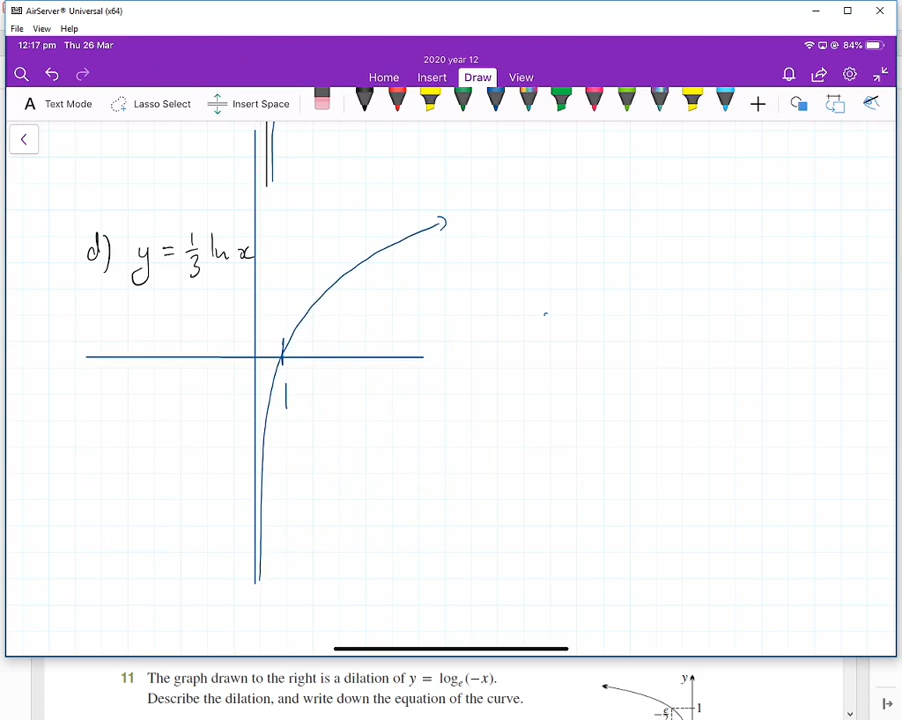 AirServer® Universal (x64)
File View Help
12:17 pm Thu 26 Mar
84%
2020 year 12
Home Insert Draw View
A Text Mode Lasso Select Insert Space
d) y = 1/3 ln x
1
11 The graph drawn to the right is a dilation of y = logₑ(−x).
Describe the dilation, and write down the equation of the curve.
y
1